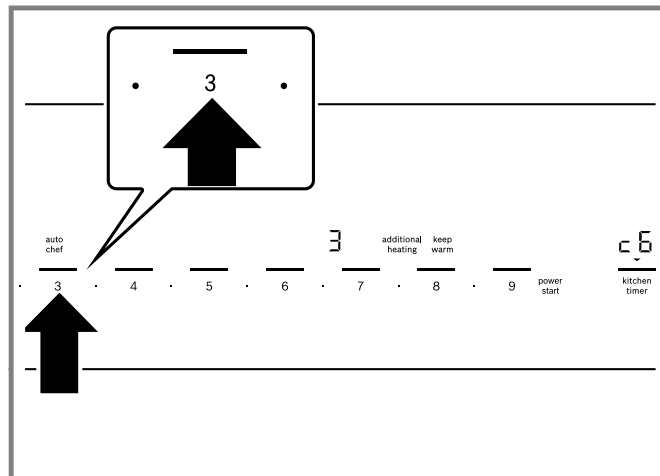 3
auto
chef
3
additional
heating
keep
warm
c6
3 4 5 6 7 8 9
power
start
kitchen
timer